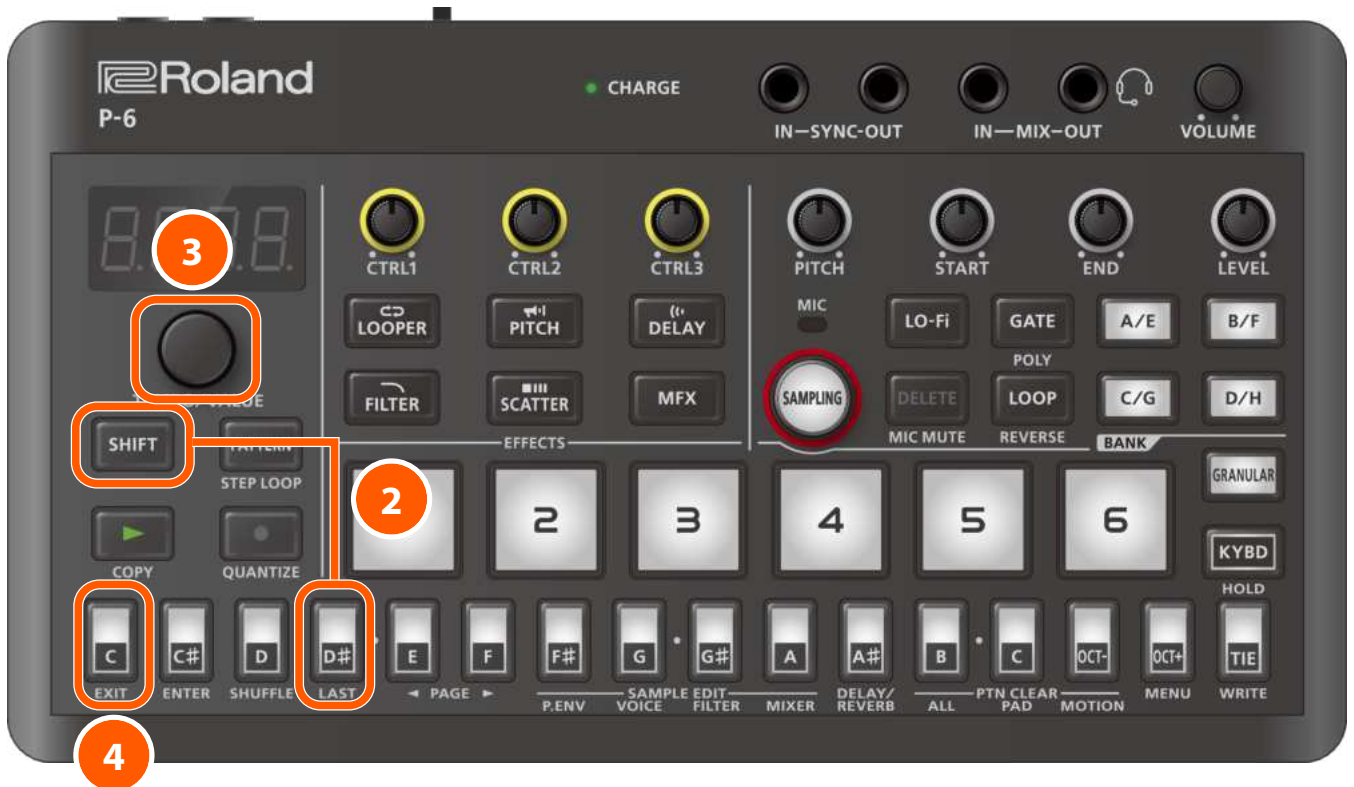 Roland
P-6
CHARGE
IN—SYNC-OUT
IN—MIX—OUT
VOLUME
3
CTRL1
CTRL2
CTRL3
PITCH
START
END
LEVEL
MIC
LOOPER
PITCH
DELAY
LO-Fi
GATE
A/E
B/F
POLY
VALUE
FILTER
SCATTER
MFX
SAMPLING
DELETE
LOOP
C/G
D/H
MIC MUTE
REVERSE
BANK
EFFECTS
SHIFT
PATTERN
STEP LOOP
2
2
3
4
5
6
GRANULAR
COPY
QUANTIZE
KYBD
HOLD
C
C#
D
D#
E
F
F#
G
G#
A
A#
B
C
OCT-
OCT+
TIE
EXIT
ENTER
SHUFFLE
LAST
◄ PAGE ►
SAMPLE EDIT
P.ENV
VOICE
FILTER
MIXER
DELAY/
REVERB
PTN CLEAR
ALL
PAD
MOTION
MENU
WRITE
4